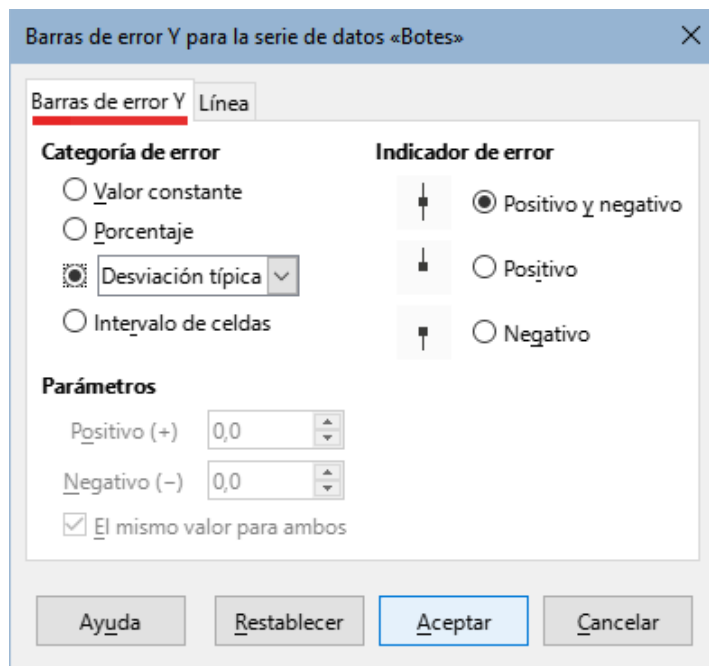 Barras de error Y para la serie de datos «Botes»
Barras de error Y Línea
Categoría de error
Valor constante
Porcentaje
Desviación típica
Intervalo de celdas
Indicador de error
Positivo y negativo
Positivo
Negativo
Parámetros
Positivo (+) 0,0
Negativo (−) 0,0
El mismo valor para ambos
Ayuda Restablecer Aceptar Cancelar